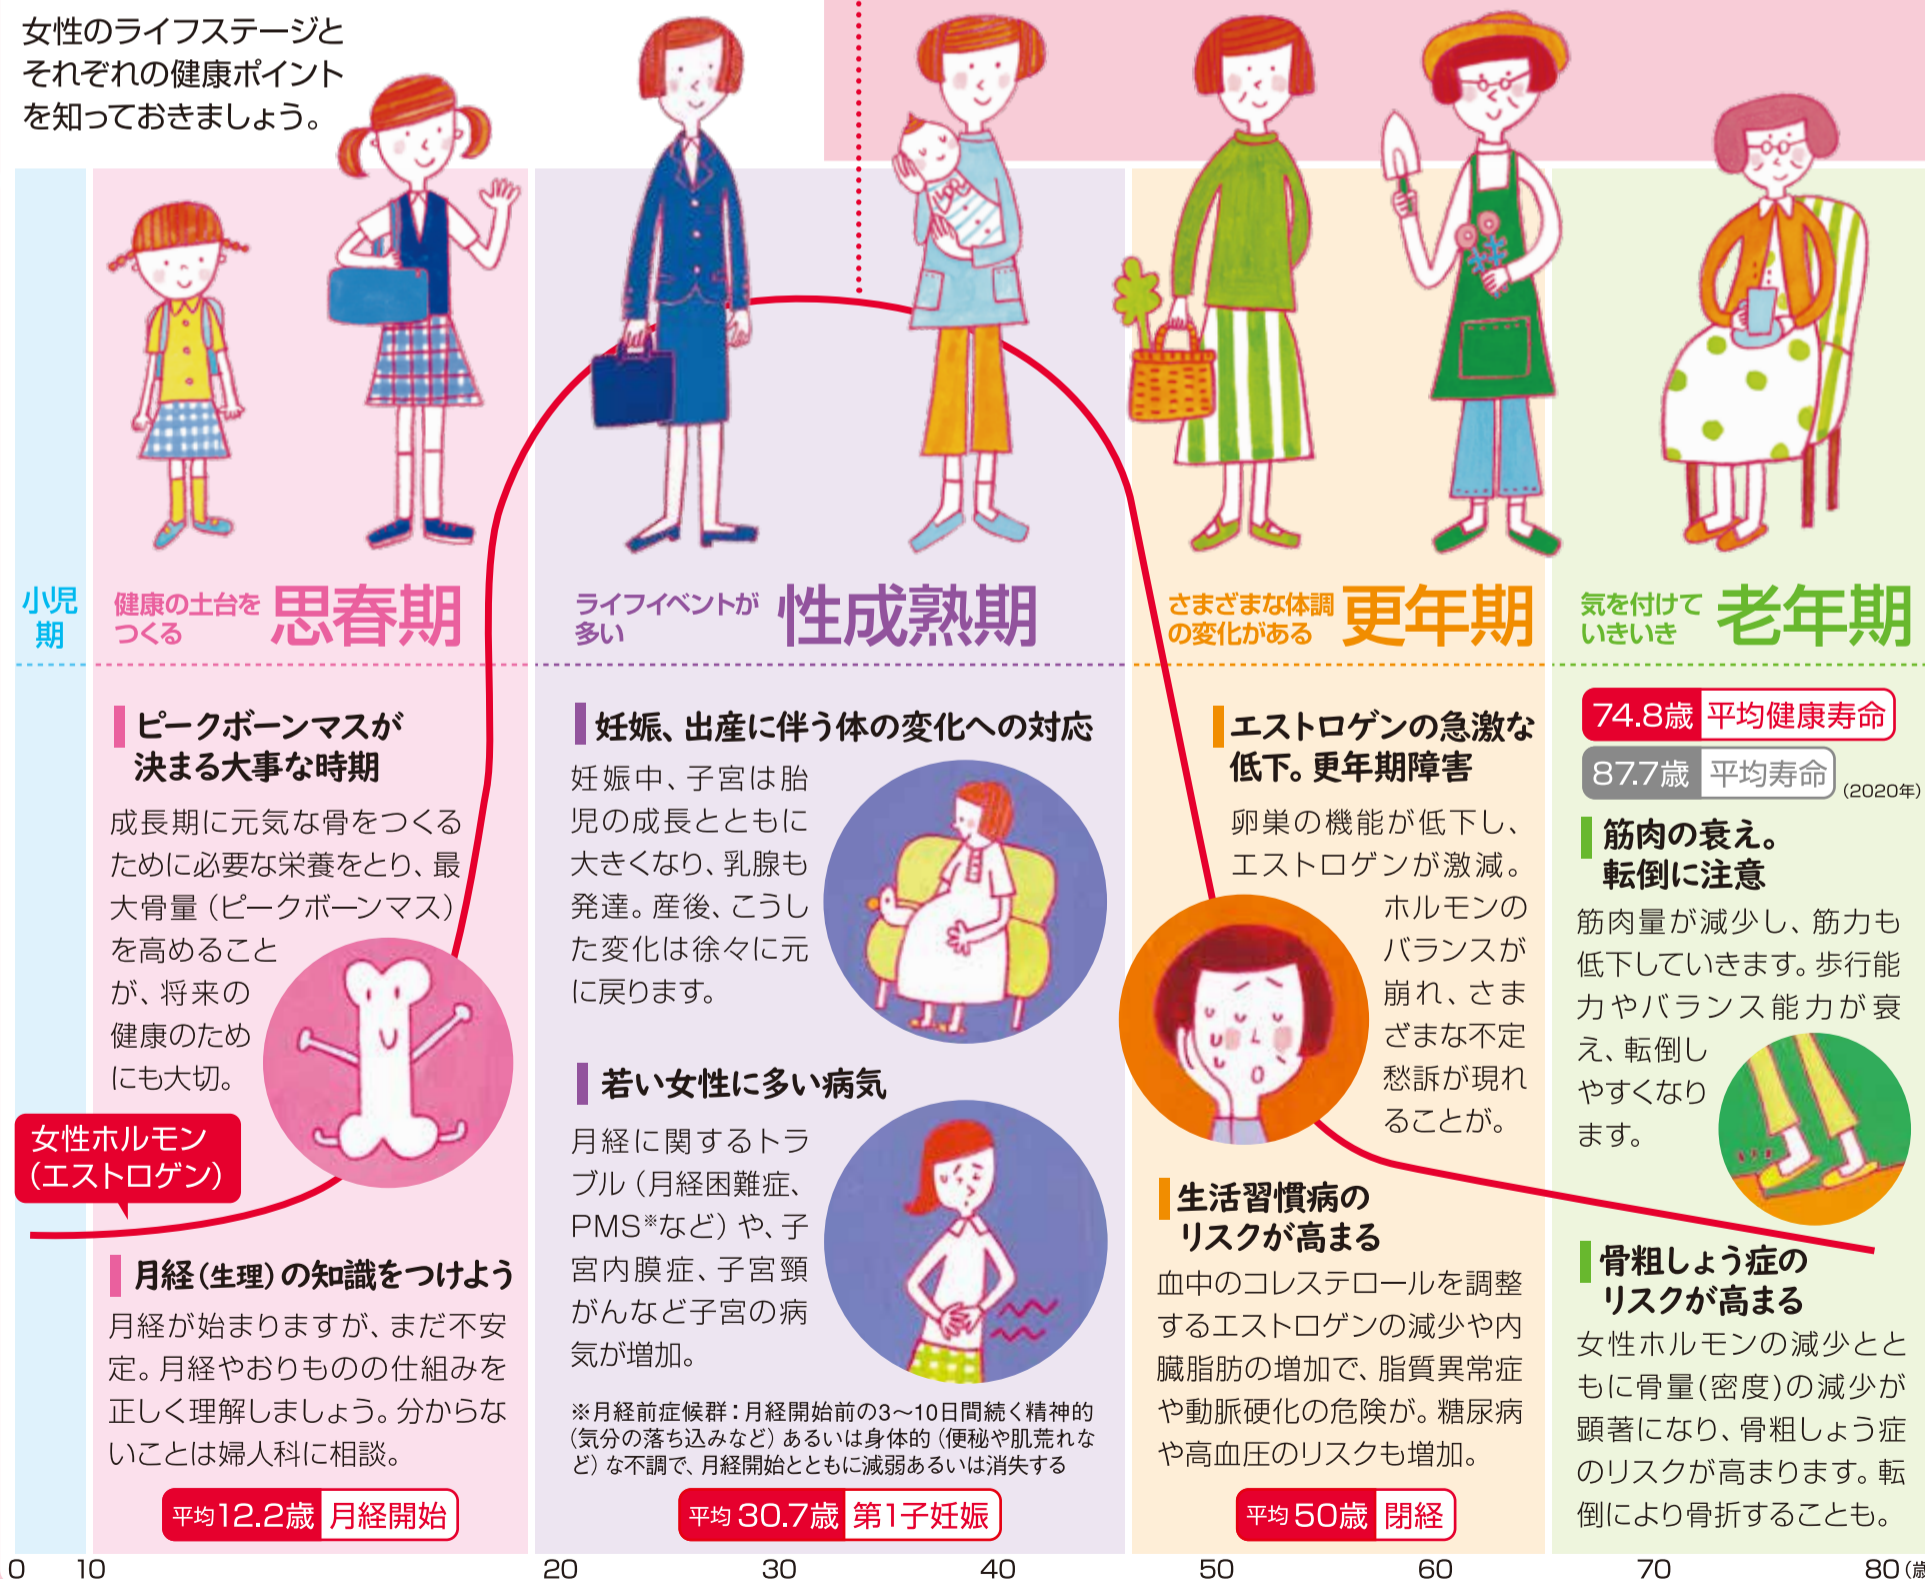 女性のライフステージと
それぞれの健康ポイント
を知っておきましょう。
小児
期
健康の土台を
つくる
思春期
ピークボーンマスが
決まる大事な時期
成長期に元気な骨をつくる
ために必要な栄養をとり、最
大骨量（ピークボーンマス）
を高めること
が、将来の
健康のため
にも大切。
女性ホルモン
（エストロゲン）
月経（生理）の知識をつけよう
月経が始まりますが、まだ不安
定。月経やおりものの仕組みを
正しく理解しましょう。分からな
いことは婦人科に相談。
平均12.2歳 月経開始
ライフイベントが
多い
性成熟期
妊娠、出産に伴う体の変化への対応
妊娠中、子宮は胎
児の成長とともに
大きくなり、乳腺も
発達。産後、こうし
た変化は徐々に元
に戻ります。
若い女性に多い病気
月経に関するトラ
ブル（月経困難症、
PMS※など）や、子
宮内膜症、子宮頸
がんなど子宮の病
気が増加。
※月経前症候群：月経開始前の3〜10日間続く精神的
（気分の落ち込みなど）あるいは身体的（便秘や肌荒れな
ど）な不調で、月経開始とともに減弱あるいは消失する
平均30.7歳 第1子妊娠
さまざまな体調
の変化がある
更年期
エストロゲンの急激な
低下。更年期障害
卵巣の機能が低下し、
エストロゲンが激減。
ホルモンの
バランスが
崩れ、さま
ざまな不定
愁訴が現れ
ることが。
生活習慣病の
リスクが高まる
血中のコレステロールを調整
するエストロゲンの減少や内
臓脂肪の増加で、脂質異常症
や動脈硬化の危険が。糖尿病
や高血圧のリスクも増加。
平均50歳 閉経
気を付けて
いきいき
老年期
74.8歳 平均健康寿命
87.7歳 平均寿命
（2020年）
筋肉の衰え。
転倒に注意
筋肉量が減少し、筋力も
低下していきます。歩行能
力やバランス能力が衰
え、転倒し
やすくなり
ます。
骨粗しょう症の
リスクが高まる
女性ホルモンの減少とと
もに骨量(密度)の減少が
顕著になり、骨粗しょう症
のリスクが高まります。転
倒により骨折することも。
0 10 20 30 40 50 60 70 80（歳